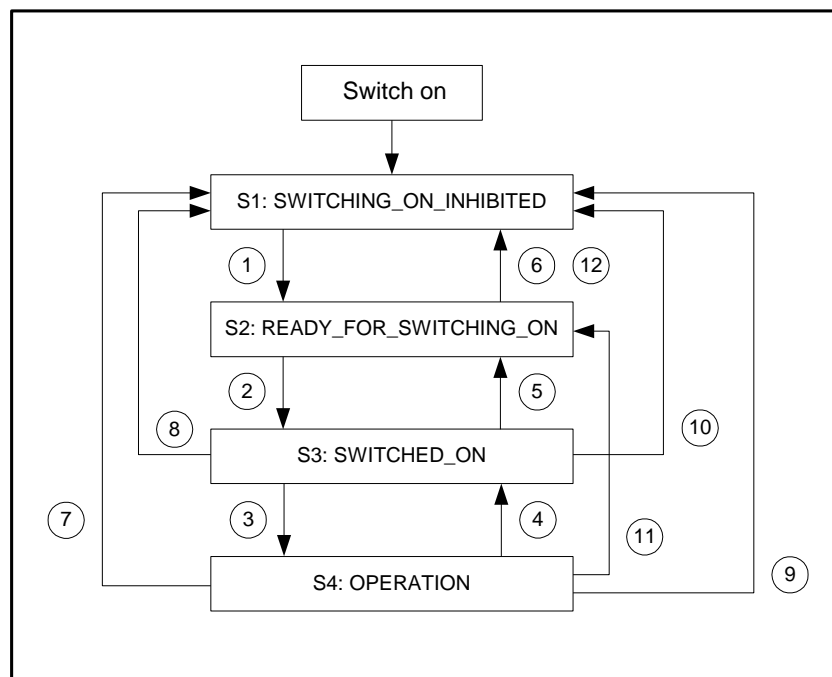 Switch on
S1: SWITCHING_ON_INHIBITED
1
6
12
S2: READY_FOR_SWITCHING_ON
2
5
8
10
S3: SWITCHED_ON
7
3
4
11
9
S4: OPERATION